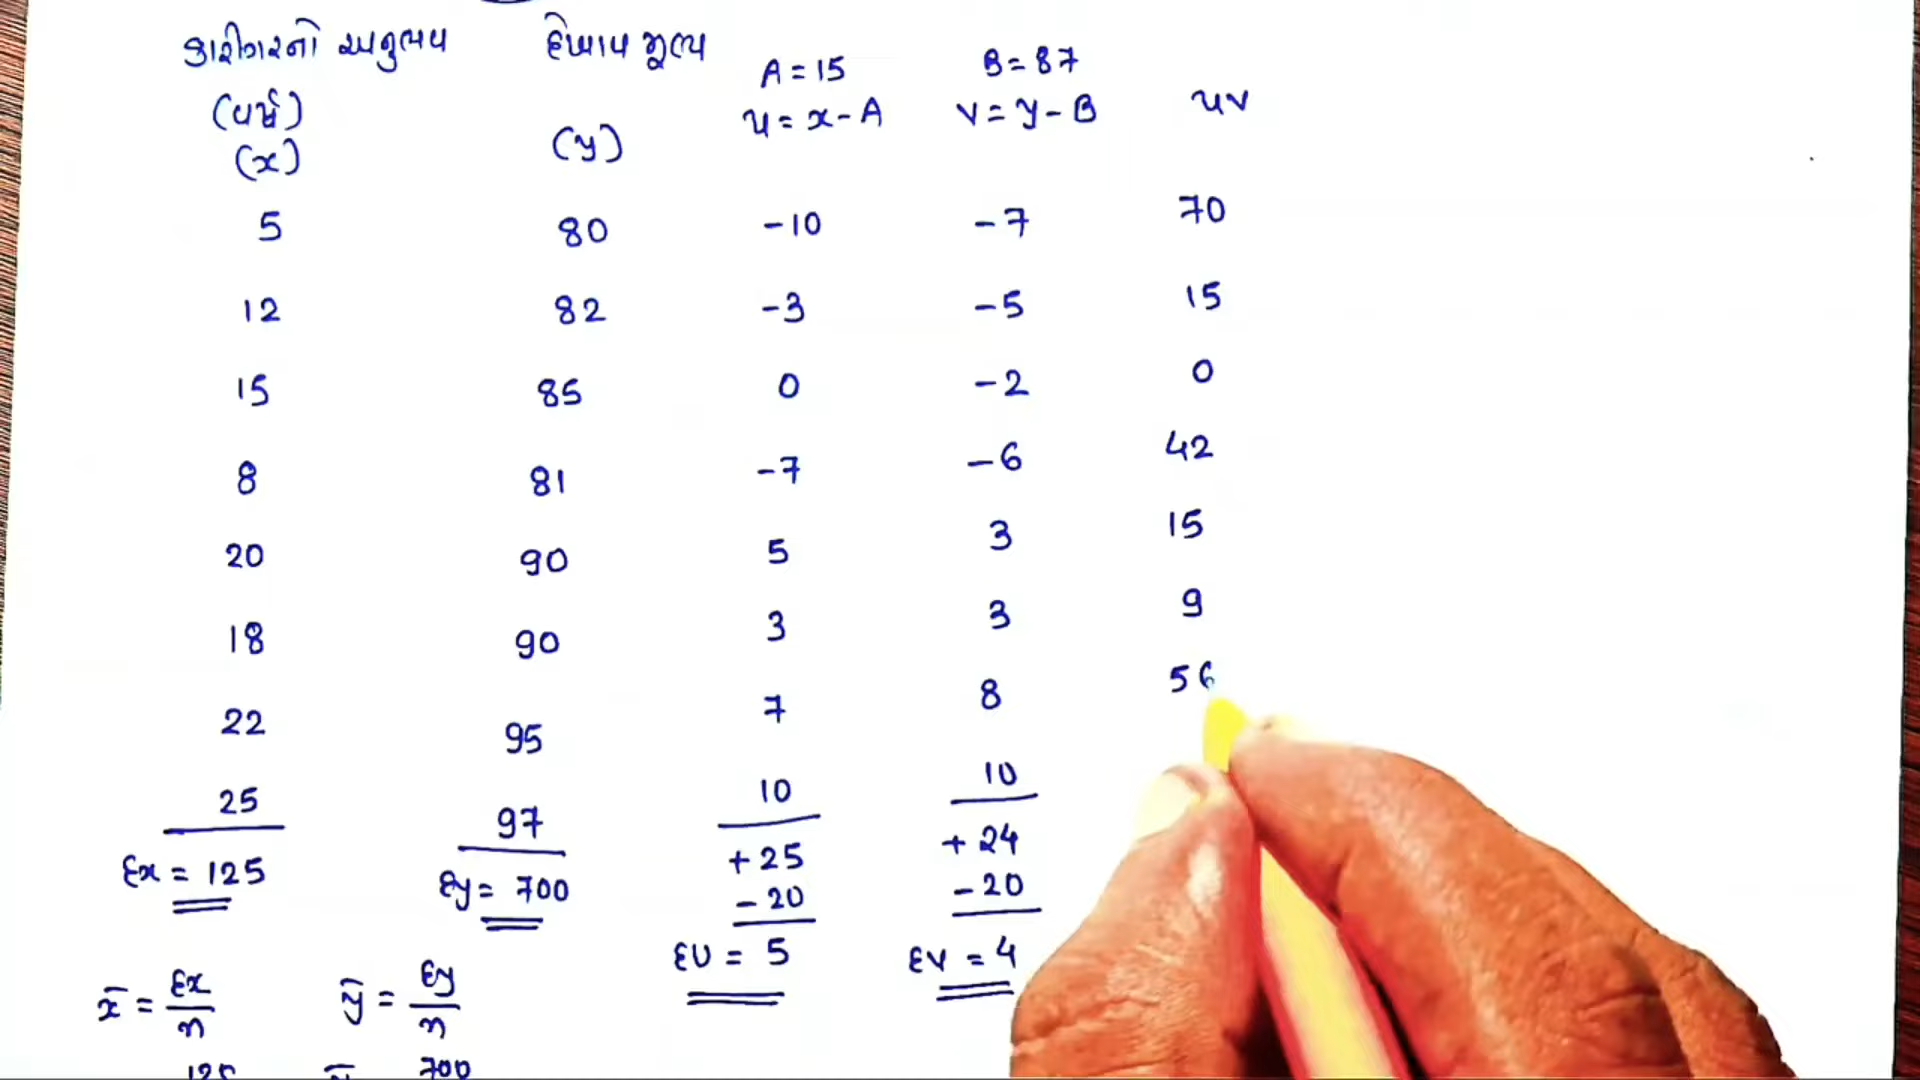 કારીગરનો અનુભવ દેખાવ મૂલ્ય
A = 15 B = 87
(વર્ષ) u = x - A v = y - B uv
(x) (y)
5 80 -10 -7 70
12 82 -3 -5 15
15 85 0 -2 0
8 81 -7 -6 42
20 90 5 3 15
18 90 3 3 9
22 95 7 8 56
25 97 10 10
Σx = 125 Σy = 700 +25 +24
-20 -20
Σu = 5 Σv = 4
x̄ = Σx/n ȳ = Σy/n
125 700